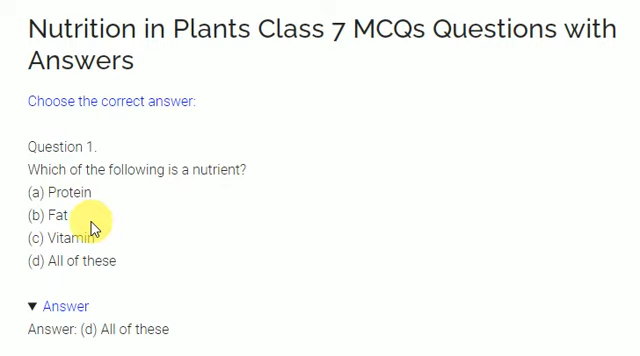 Nutrition in Plants Class 7 MCQs Questions with
Answers
Choose the correct answer:
Question 1.
Which of the following is a nutrient?
(a) Protein
(b) Fat
(c) Vitamin
(d) All of these
▼ Answer
Answer: (d) All of these